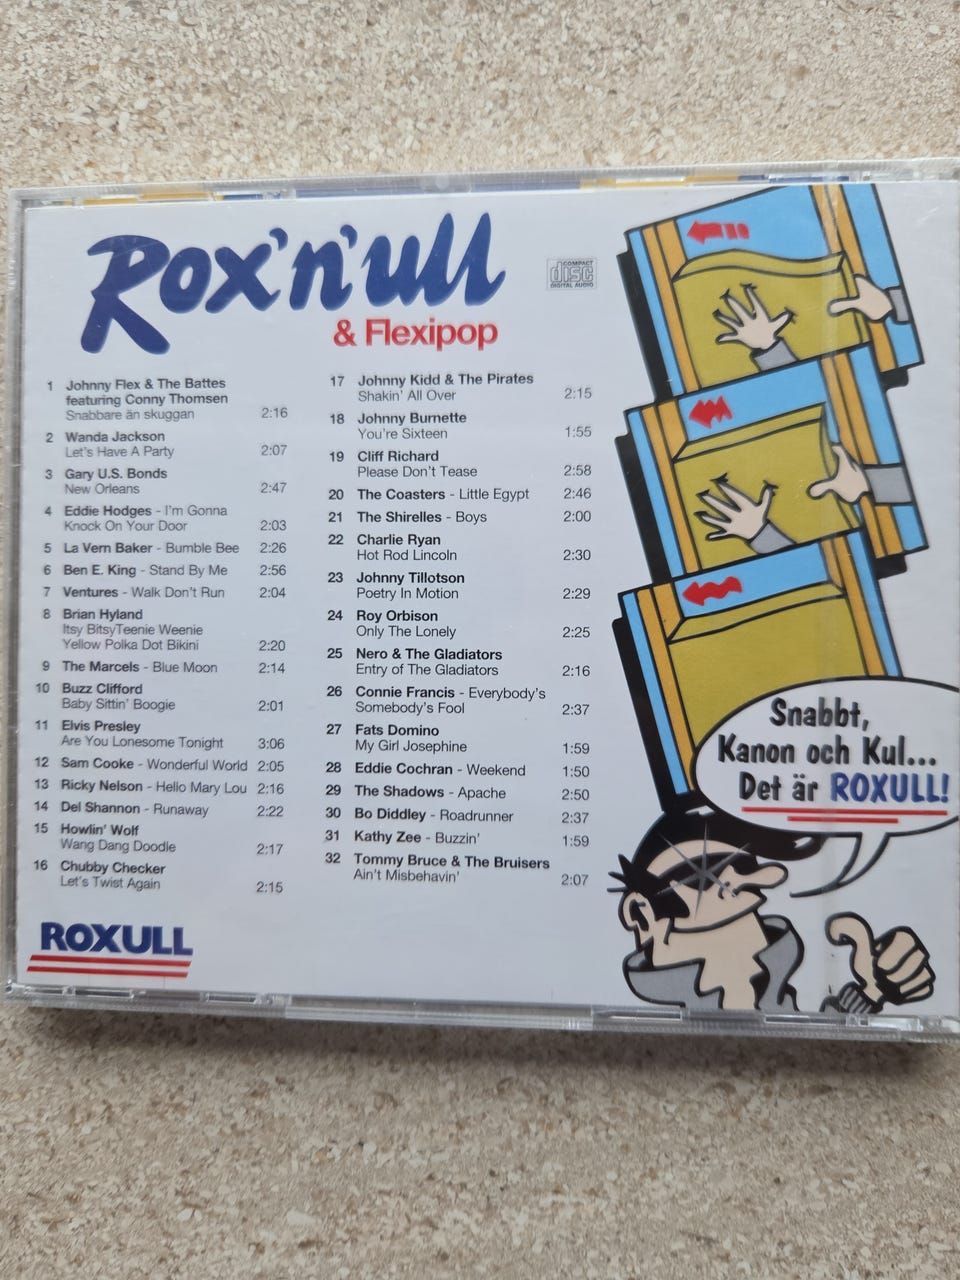 Rox'n'ull
& Flexipop
COMPACT
disc
DIGITAL AUDIO
1 Johnny Flex & The Battes
featuring Conny Thomsen
Snabbare än skuggan 2:16
2 Wanda Jackson
Let's Have A Party 2:07
3 Gary U.S. Bonds
New Orleans 2:47
4 Eddie Hodges - I'm Gonna
Knock On Your Door 2:03
5 La Vern Baker - Bumble Bee 2:26
6 Ben E. King - Stand By Me 2:56
7 Ventures - Walk Don't Run 2:04
8 Brian Hyland
Itsy BitsyTeenie Weenie
Yellow Polka Dot Bikini 2:20
9 The Marcels - Blue Moon 2:14
10 Buzz Clifford
Baby Sittin' Boogie 2:01
11 Elvis Presley
Are You Lonesome Tonight 3:06
12 Sam Cooke - Wonderful World 2:05
13 Ricky Nelson - Hello Mary Lou 2:16
14 Del Shannon - Runaway 2:22
15 Howlin' Wolf
Wang Dang Doodle 2:17
16 Chubby Checker
Let's Twist Again 2:15
17 Johnny Kidd & The Pirates
Shakin' All Over 2:15
18 Johnny Burnette
You're Sixteen 1:55
19 Cliff Richard
Please Don't Tease 2:58
20 The Coasters - Little Egypt 2:46
21 The Shirelles - Boys 2:00
22 Charlie Ryan
Hot Rod Lincoln 2:30
23 Johnny Tillotson
Poetry In Motion 2:29
24 Roy Orbison
Only The Lonely 2:25
25 Nero & The Gladiators
Entry of The Gladiators 2:16
26 Connie Francis - Everybody's
Somebody's Fool 2:37
27 Fats Domino
My Girl Josephine 1:59
28 Eddie Cochran - Weekend 1:50
29 The Shadows - Apache 2:50
30 Bo Diddley - Roadrunner 2:37
31 Kathy Zee - Buzzin' 1:59
32 Tommy Bruce & The Bruisers
Ain't Misbehavin' 2:07
Snabbt,
Kanon och Kul...
Det är ROXULL!
ROXULL